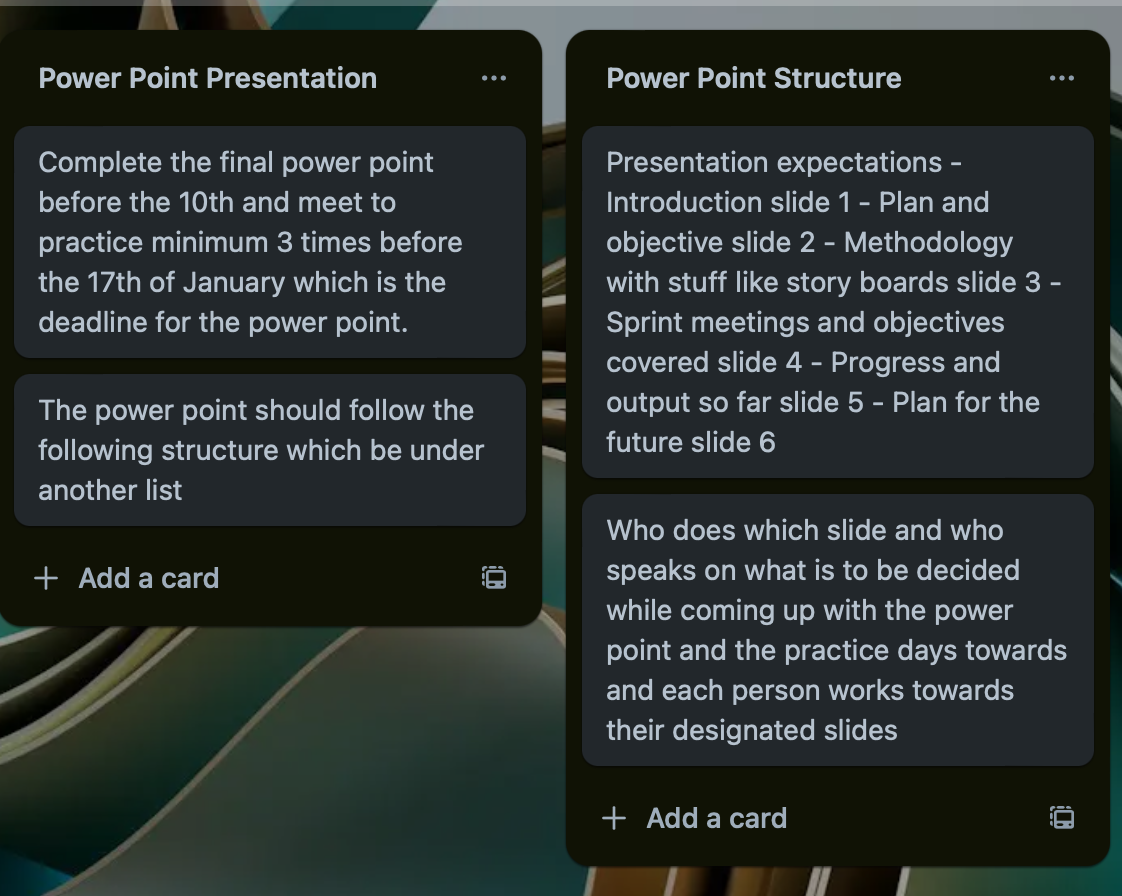 Power Point Presentation
Complete the final power point
before the 10th and meet to
practice minimum 3 times before
the 17th of January which is the
deadline for the power point.
The power point should follow the
following structure which be under
another list
+ Add a card
Power Point Structure
Presentation expectations -
Introduction slide 1 - Plan and
objective slide 2 - Methodology
with stuff like story boards slide 3 -
Sprint meetings and objectives
covered slide 4 - Progress and
output so far slide 5 - Plan for the
future slide 6
Who does which slide and who
speaks on what is to be decided
while coming up with the power
point and the practice days towards
and each person works towards
their designated slides
+ Add a card